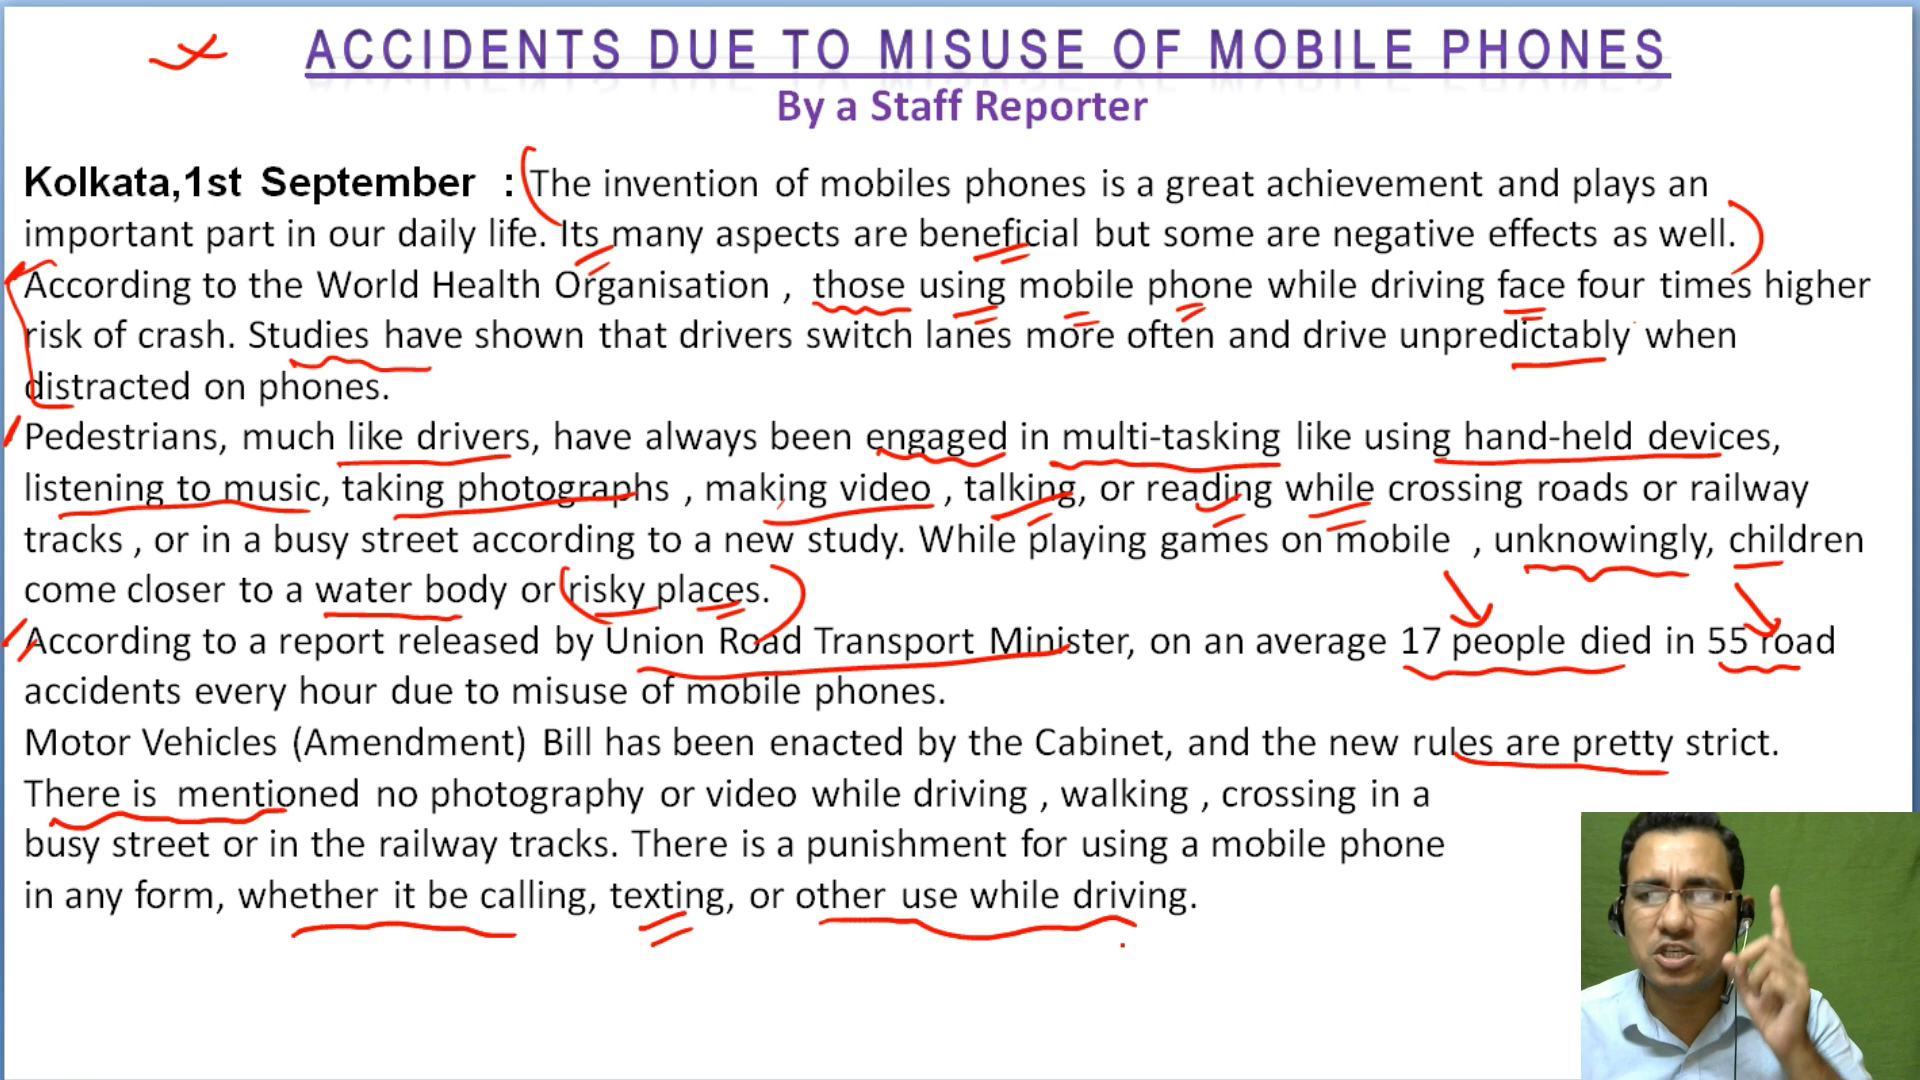 ACCIDENTS DUE TO MISUSE OF MOBILE PHONES
By a Staff Reporter
Kolkata,1st September : The invention of mobiles phones is a great achievement and plays an
important part in our daily life. Its many aspects are beneficial but some are negative effects as well.
According to the World Health Organisation , those using mobile phone while driving face four times higher
risk of crash. Studies have shown that drivers switch lanes more often and drive unpredictably when
distracted on phones.
Pedestrians, much like drivers, have always been engaged in multi-tasking like using hand-held devices,
listening to music, taking photographs , making video , talking, or reading while crossing roads or railway
tracks , or in a busy street according to a new study. While playing games on mobile , unknowingly, children
come closer to a water body or risky places.
According to a report released by Union Road Transport Minister, on an average 17 people died in 55 road
accidents every hour due to misuse of mobile phones.
Motor Vehicles (Amendment) Bill has been enacted by the Cabinet, and the new rules are pretty strict.
There is mentioned no photography or video while driving , walking , crossing in a
busy street or in the railway tracks. There is a punishment for using a mobile phone
in any form, whether it be calling, texting, or other use while driving.